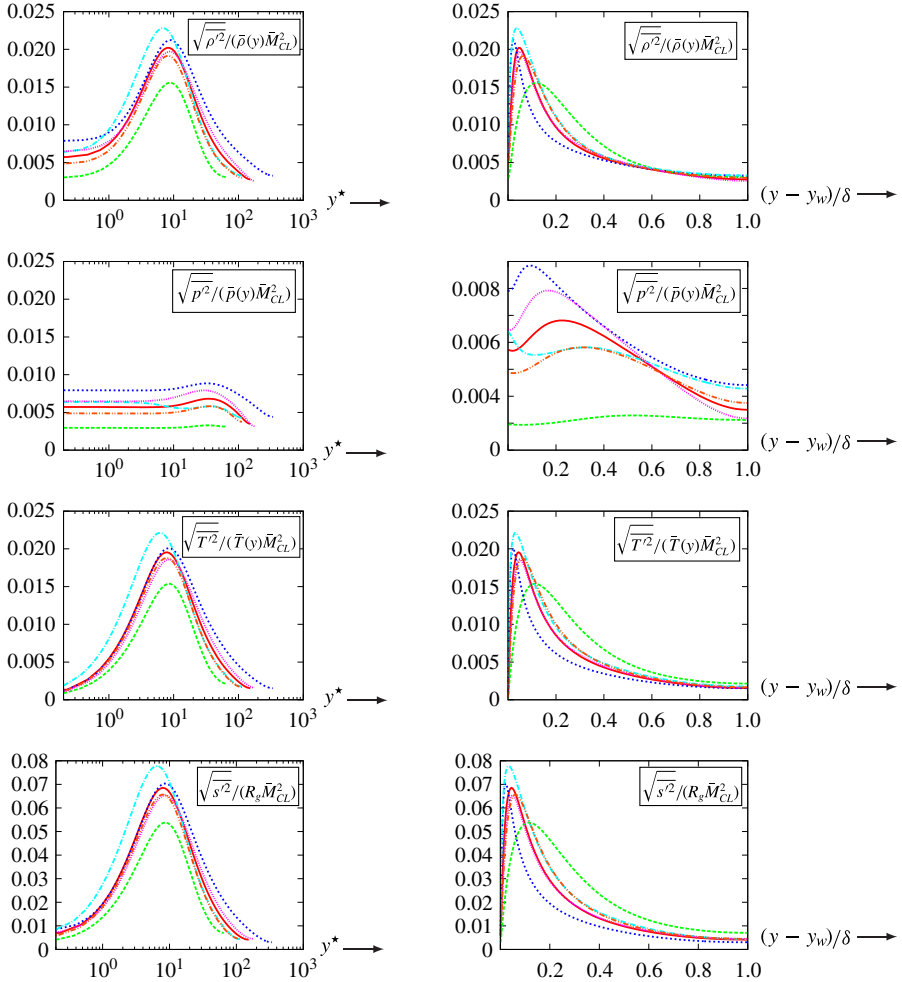 0.025
0.020
0.015
0.010
0.005
0
√ρ′²/(ρ̄(y)M̄²_CL)
10⁰ 10¹ 10² 10³
y⋆
0.025
0.020
0.015
0.010
0.005
0
√ρ′²/(ρ̄(y)M̄²_CL)
0.2 0.4 0.6 0.8 1.0
(y − y_w)/δ
0.025
0.020
0.015
0.010
0.005
0
√p′²/(p̄(y)M̄²_CL)
10⁰ 10¹ 10² 10³
y⋆
0.008
0.006
0.004
0.002
0
√p′²/(p̄(y)M̄²_CL)
0.2 0.4 0.6 0.8 1.0
(y − y_w)/δ
0.025
0.020
0.015
0.010
0.005
0.000
√T′²/(T̄(y)M̄²_CL)
10⁰ 10¹ 10² 10³
y⋆
0.025
0.020
0.015
0.010
0.005
0
√T′²/(T̄(y)M̄²_CL)
0.2 0.4 0.6 0.8 1.0
(y − y_w)/δ
0.08
0.07
0.06
0.05
0.04
0.03
0.02
0.01
0
√s′²/(R_g M̄²_CL)
10⁰ 10¹ 10² 10³
y⋆
0.08
0.07
0.06
0.05
0.04
0.03
0.02
0.01
0
√s′²/(R_g M̄²_CL)
0.2 0.4 0.6 0.8 1.0
(y − y_w)/δ